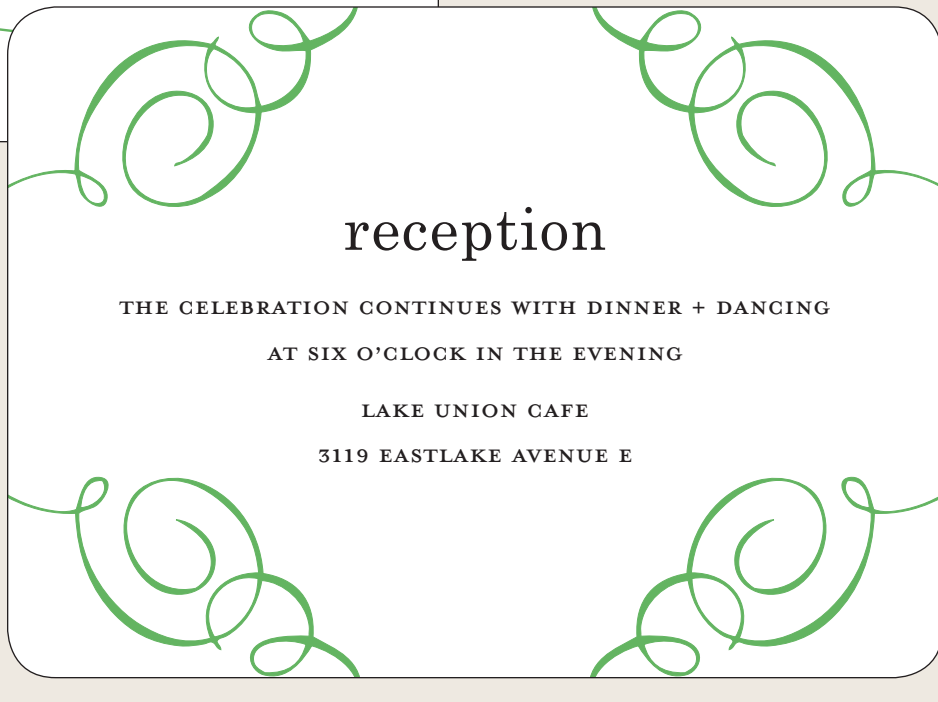 reception
THE CELEBRATION CONTINUES WITH DINNER + DANCING
AT SIX O’CLOCK IN THE EVENING
LAKE UNION CAFE
3119 EASTLAKE AVENUE E